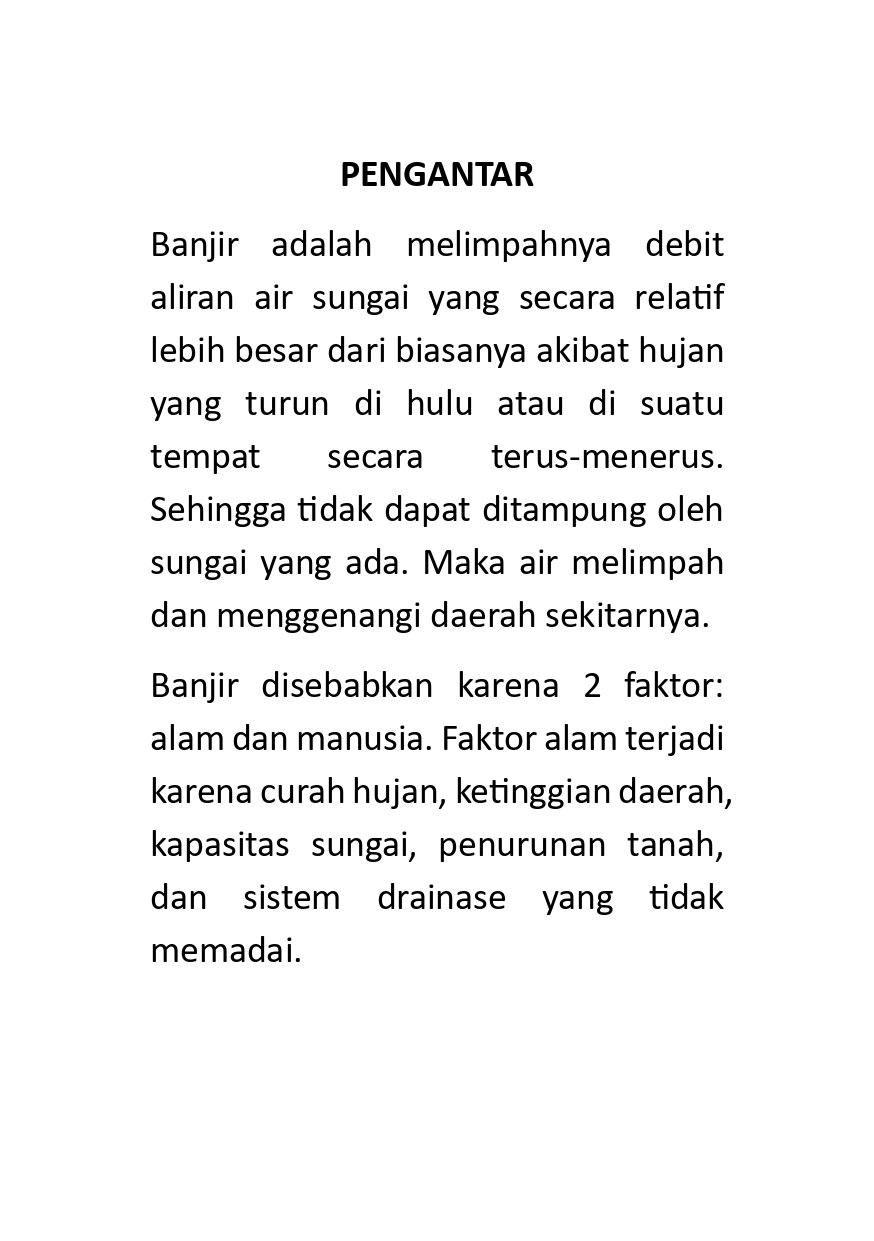 PENGANTAR
Banjir adalah melimpahnya debit
aliran air sungai yang secara relatif
lebih besar dari biasanya akibat hujan
yang turun di hulu atau di suatu
tempat secara terus-menerus.
Sehingga tidak dapat ditampung oleh
sungai yang ada. Maka air melimpah
dan menggenangi daerah sekitarnya.
Banjir disebabkan karena 2 faktor:
alam dan manusia. Faktor alam terjadi
karena curah hujan, ketinggian daerah,
kapasitas sungai, penurunan tanah,
dan sistem drainase yang tidak
memadai.